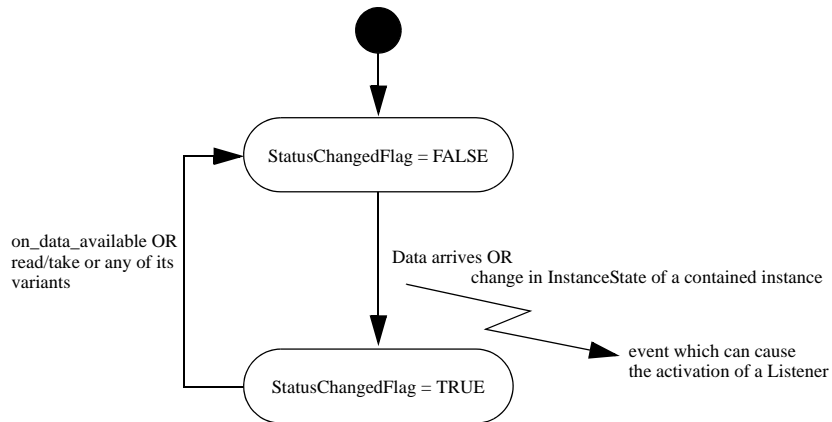 StatusChangedFlag = FALSE
on_data_available OR
read/take or any of its
variants
Data arrives OR
change in InstanceState of a contained instance
event which can cause
the activation of a Listener
StatusChangedFlag = TRUE